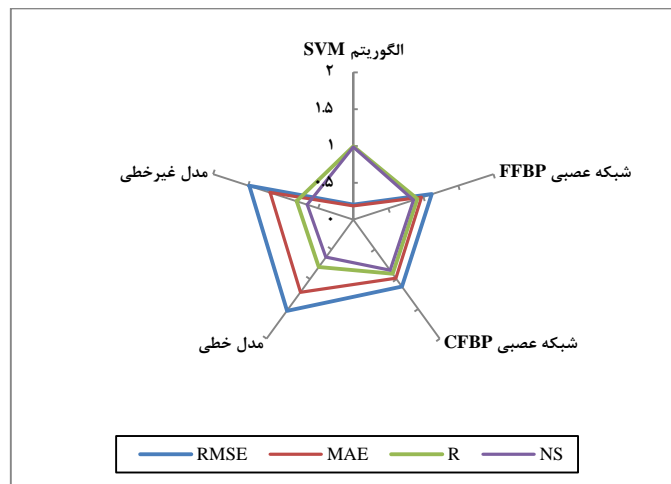 الگوریتم SVM
۲
۱.۵
۱
۰.۵
۰
شبکه عصبی FFBP
شبکه عصبی CFBP
مدل خطی
مدل غیرخطی
RMSE MAE R NS